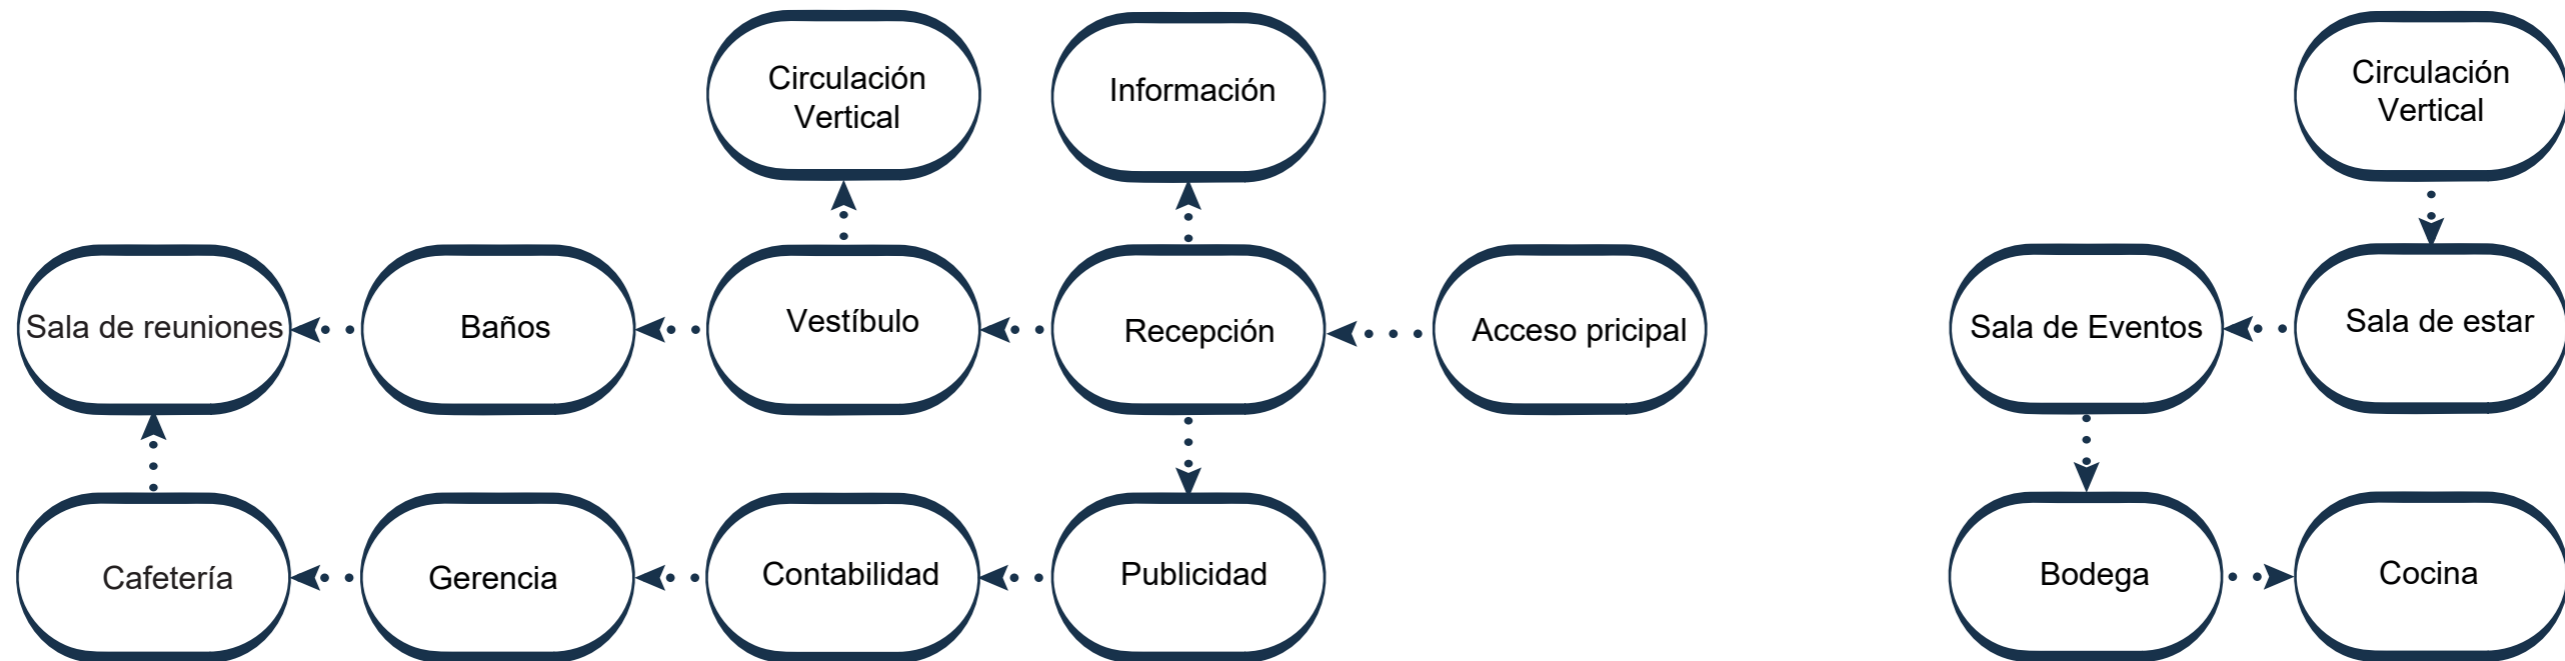 Circulación
Vertical
Información
Circulación
Vertical
Sala de reuniones
Baños
Vestíbulo
Recepción
Acceso pricipal
Sala de Eventos
Sala de estar
Cafetería
Gerencia
Contabilidad
Publicidad
Bodega
Cocina